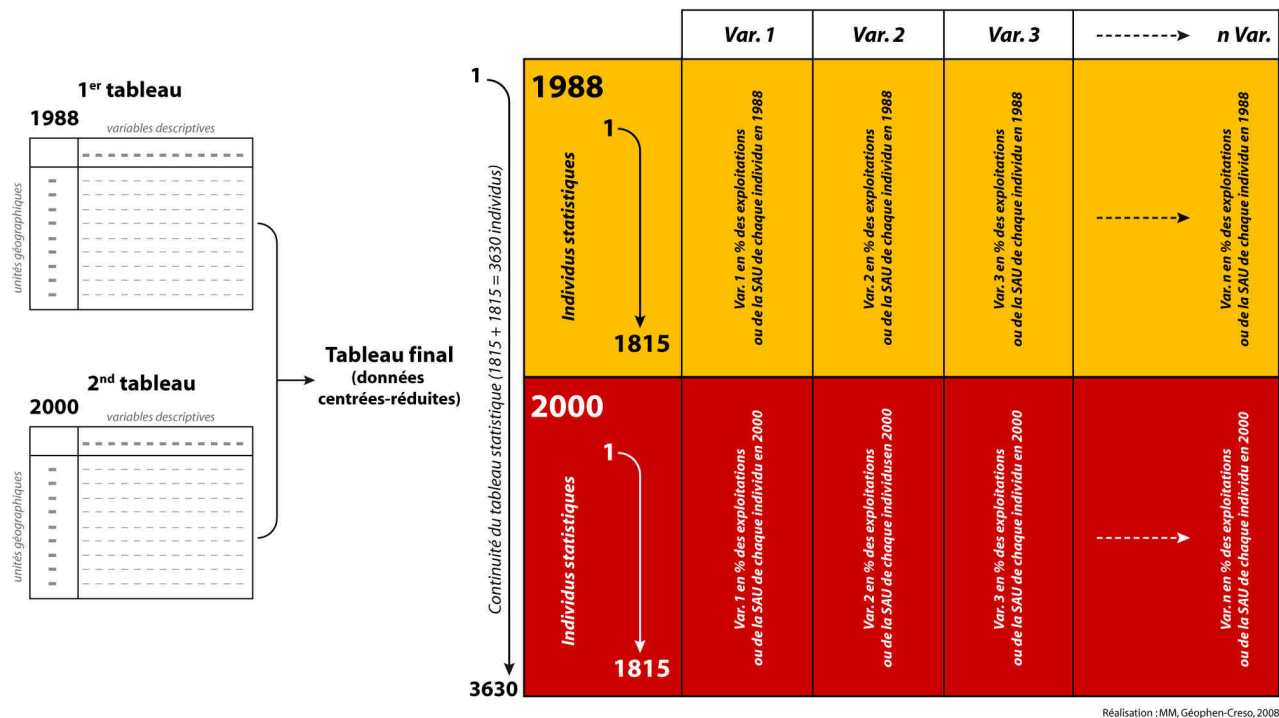 1er tableau
1988
variables descriptives
unités géographiques
2nd tableau
2000
variables descriptives
unités géographiques
Tableau final
(données
centrées-réduites)
1
Continuité du tableau statistique (1815 + 1815 = 3630 individus)
3630
Var. 1
Var. 2
Var. 3
n Var.
1988
Individus statistiques
1
1815
Var. 1 en % des exploitations
ou de la SAU de chaque individu en 1988
Var. 2 en % des exploitations
ou de la SAU de chaque individu en 1988
Var. 3 en % des exploitations
ou de la SAU de chaque individu en 1988
Var. n en % des exploitations
ou de la SAU de chaque individu en 1988
2000
Individus statistiques
1
1815
Var. 1 en % des exploitations
ou de la SAU de chaque individu en 2000
Var. 2 en % des exploitations
ou de la SAU de chaque individusen 2000
Var. 3 en % des exploitations
ou de la SAU de chaque individu en 2000
Var. n en % des exploitations
ou de la SAU de chaque individu en 2000
Réalisation : MM, Géophen-Creso, 2008